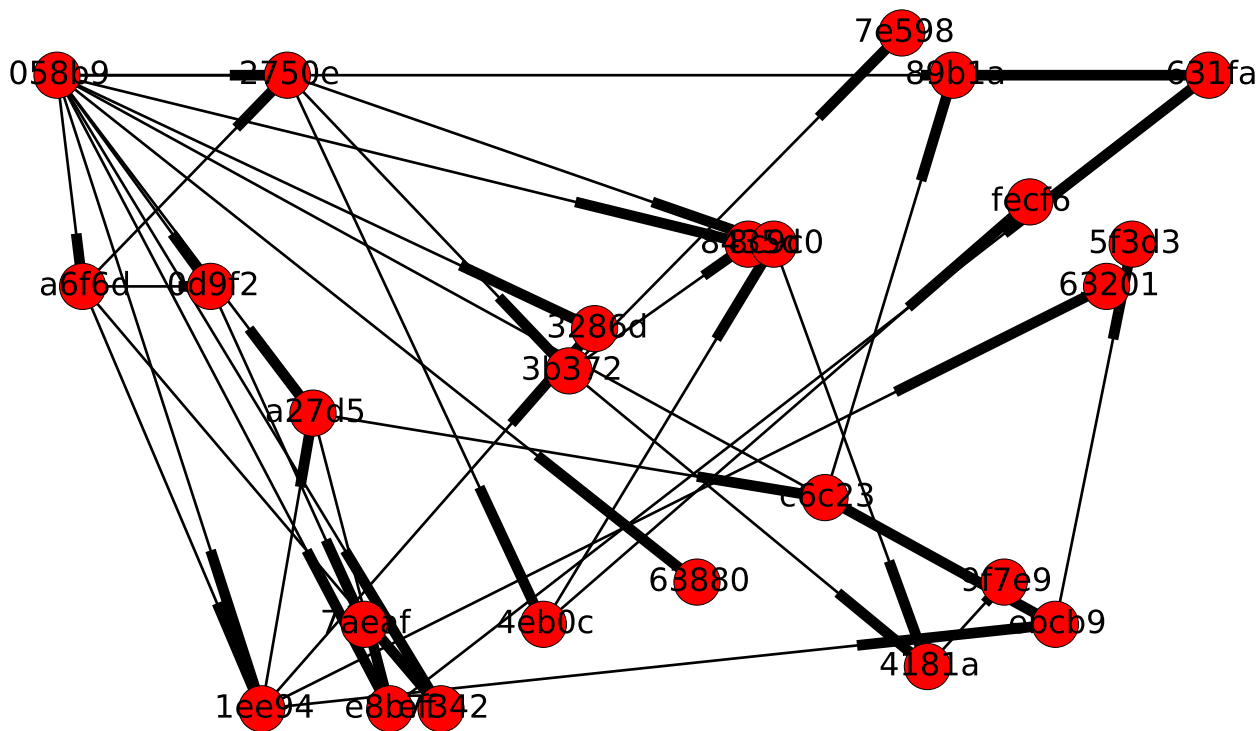 7e598
058b9
2750e
89b1a
631fa
fecf6
5f3d3
a6f6d
0d9f2
63201
3286d
3b372
a27d5
c6c23
63880
9f7e9
7aeaf
4eb0c
ebcb9
4181a
1ee94